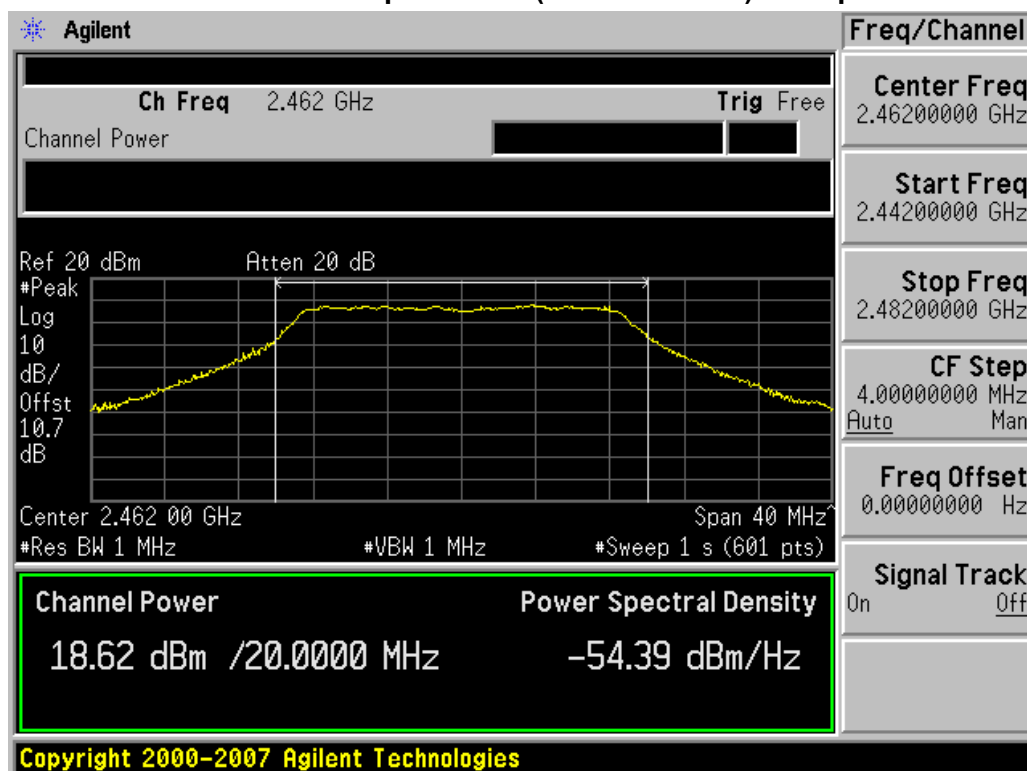 Agilent
Freq/Channel
Ch Freq 2.462 GHz
Trig Free
Channel Power
Ref 20 dBm
Atten 20 dB
#Peak
Log
10
dB/
Offst
10.7
dB
Center 2.462 00 GHz
Span 40 MHz^
#Res BW 1 MHz
#VBW 1 MHz
#Sweep 1 s (601 pts)
Channel Power
Power Spectral Density
18.62 dBm /20.0000 MHz
-54.39 dBm/Hz
Center Freq
2.46200000 GHz
Start Freq
2.44200000 GHz
Stop Freq
2.48200000 GHz
CF Step
4.00000000 MHz
Auto Man
Freq Offset
0.00000000 Hz
Signal Track
On Off
Copyright 2000-2007 Agilent Technologies